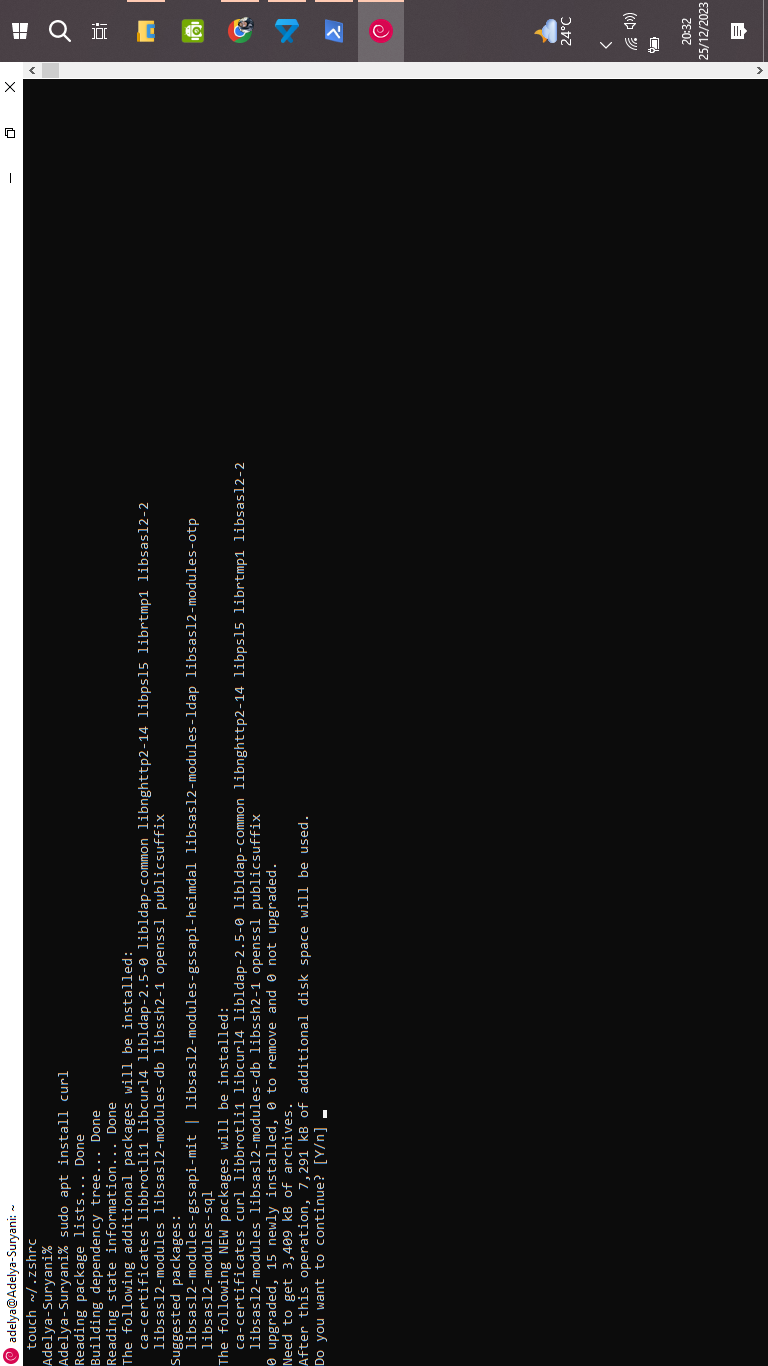 adelya@Adelya-Suryani: ~
touch ~/.zshrc
Adelya-Suryani%
Adelya-Suryani% sudo apt install curl
Reading package lists... Done
Building dependency tree... Done
Reading state information... Done
The following additional packages will be installed:
ca-certificates libbrotli1 libcurl4 libldap-2.5-0 libldap-common libnghttp2-14 libpsl5 librtmp1 libsasl2-2
libsasl2-modules libsasl2-modules-db libssh2-1 openssl publicsuffix
Suggested packages:
libsasl2-modules-gssapi-mit | libsasl2-modules-gssapi-heimdal libsasl2-modules-ldap libsasl2-modules-otp
libsasl2-modules-sql
The following NEW packages will be installed:
ca-certificates curl libbrotli1 libcurl4 libldap-2.5-0 libldap-common libnghttp2-14 libpsl5 librtmp1 libsasl2-2
libsasl2-modules libsasl2-modules-db libssh2-1 openssl publicsuffix
0 upgraded, 15 newly installed, 0 to remove and 0 not upgraded.
Need to get 3,409 kB of archives.
After this operation, 7,291 kB of additional disk space will be used.
Do you want to continue? [Y/n]
24°C
20:32
25/12/2023